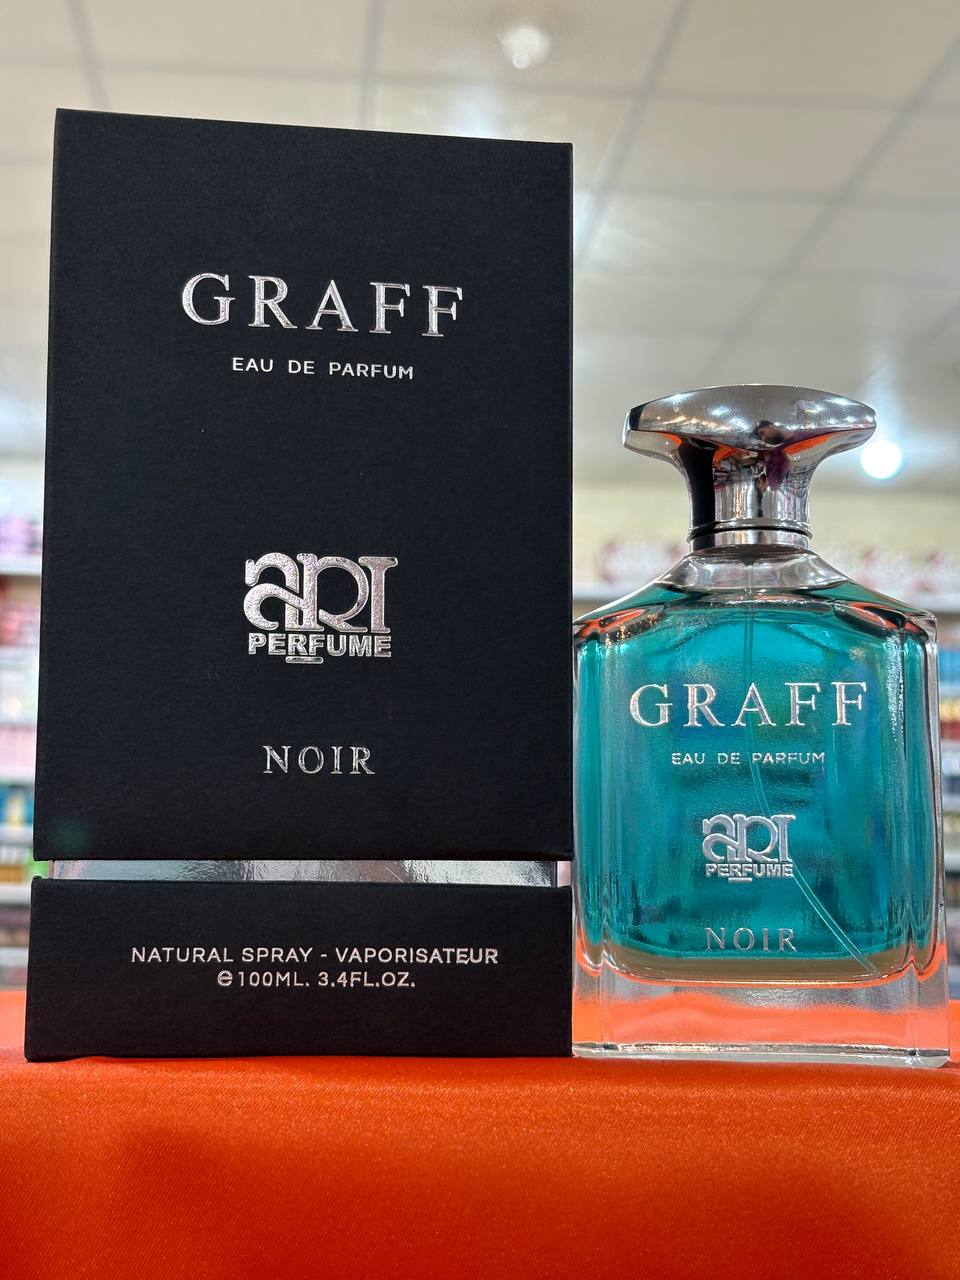 GRAFF
EAU DE PARFUM
ARI
PERFUME
NOIR
NATURAL SPRAY - VAPORISATEUR
℮100ML. 3.4FL.OZ.
GRAFF
EAU DE PARFUM
ARI
PERFUME
NOIR